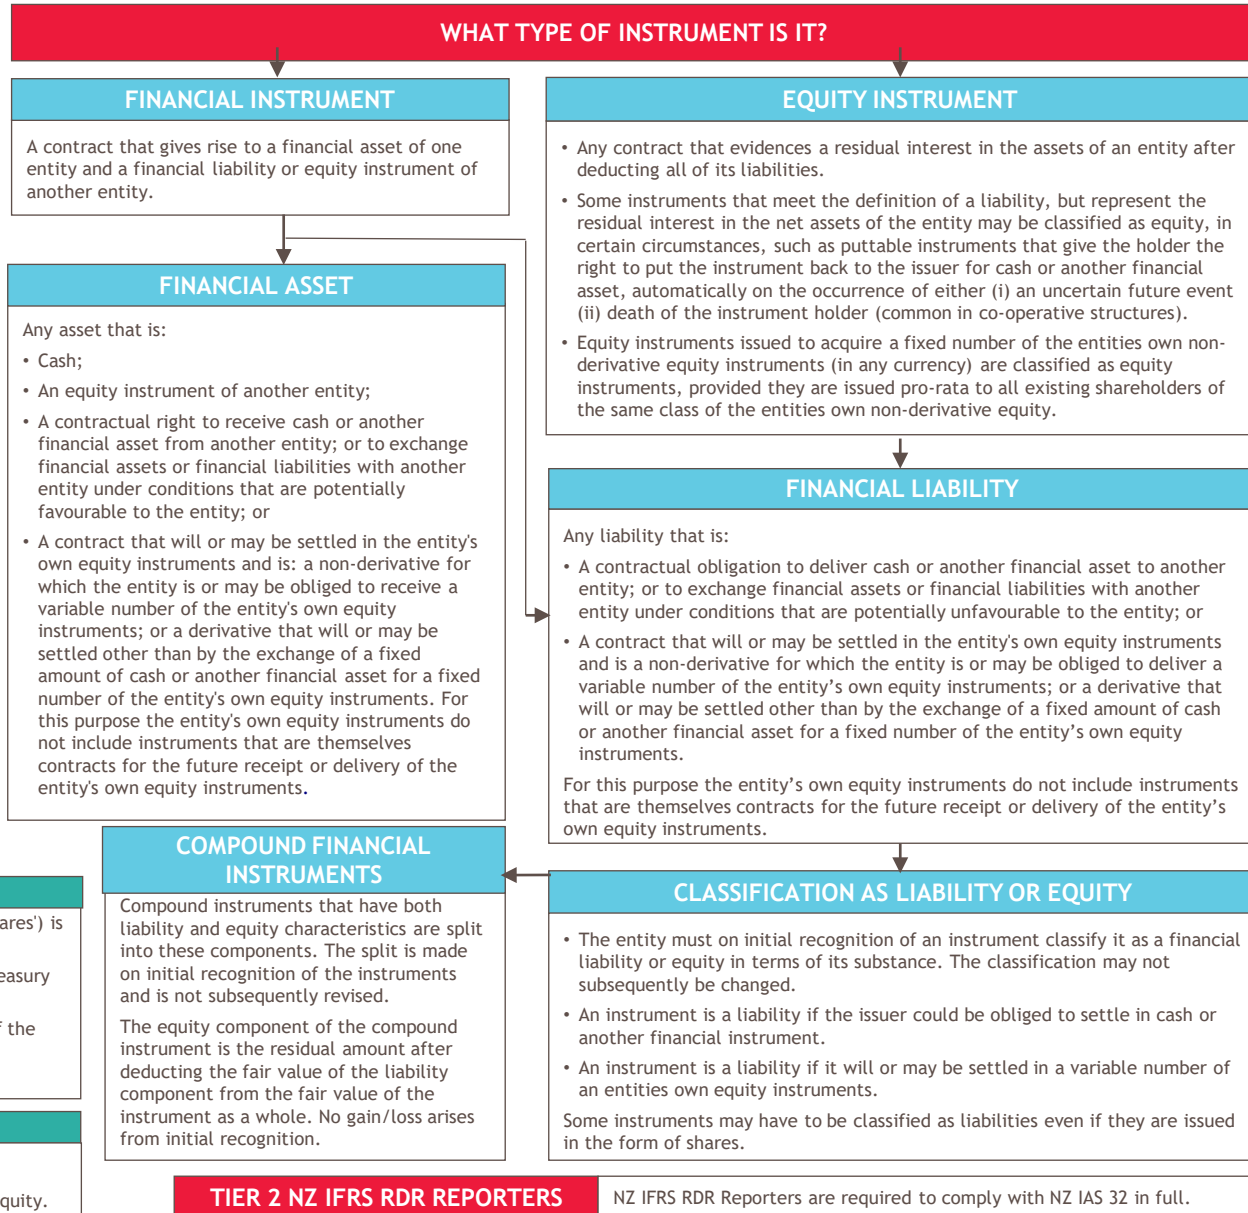 WHAT TYPE OF INSTRUMENT IS IT?
FINANCIAL INSTRUMENT
A contract that gives rise to a financial asset of one
entity and a financial liability or equity instrument of
another entity.
EQUITY INSTRUMENT
• Any contract that evidences a residual interest in the assets of an entity after
deducting all of its liabilities.
• Some instruments that meet the definition of a liability, but represent the
residual interest in the net assets of the entity may be classified as equity, in
certain circumstances, such as puttable instruments that give the holder the
right to put the instrument back to the issuer for cash or another financial
asset, automatically on the occurrence of either (i) an uncertain future event
(ii) death of the instrument holder (common in co-operative structures).
• Equity instruments issued to acquire a fixed number of the entities own non-
derivative equity instruments (in any currency) are classified as equity
instruments, provided they are issued pro-rata to all existing shareholders of
the same class of the entities own non-derivative equity.
FINANCIAL ASSET
Any asset that is:
• Cash;
• An equity instrument of another entity;
• A contractual right to receive cash or another
financial asset from another entity; or to exchange
financial assets or financial liabilities with another
entity under conditions that are potentially
favourable to the entity; or
• A contract that will or may be settled in the entity's
own equity instruments and is: a non-derivative for
which the entity is or may be obliged to receive a
variable number of the entity's own equity
instruments; or a derivative that will or may be
settled other than by the exchange of a fixed
amount of cash or another financial asset for a fixed
number of the entity's own equity instruments. For
this purpose the entity's own equity instruments do
not include instruments that are themselves
contracts for the future receipt or delivery of the
entity's own equity instruments.
FINANCIAL LIABILITY
Any liability that is:
• A contractual obligation to deliver cash or another financial asset to another
entity; or to exchange financial assets or financial liabilities with another
entity under conditions that are potentially unfavourable to the entity; or
• A contract that will or may be settled in the entity's own equity instruments
and is a non-derivative for which the entity is or may be obliged to deliver a
variable number of the entity’s own equity instruments; or a derivative that
will or may be settled other than by the exchange of a fixed amount of cash
or another financial asset for a fixed number of the entity’s own equity
instruments.
For this purpose the entity’s own equity instruments do not include instruments
that are themselves contracts for the future receipt or delivery of the entity’s
own equity instruments.
COMPOUND FINANCIAL
INSTRUMENTS
Compound instruments that have both
liability and equity characteristics are split
into these components. The split is made
on initial recognition of the instruments
and is not subsequently revised.
The equity component of the compound
instrument is the residual amount after
deducting the fair value of the liability
component from the fair value of the
instrument as a whole. No gain/loss arises
from initial recognition.
CLASSIFICATION AS LIABILITY OR EQUITY
• The entity must on initial recognition of an instrument classify it as a financial
liability or equity in terms of its substance. The classification may not
subsequently be changed.
• An instrument is a liability if the issuer could be obliged to settle in cash or
another financial instrument.
• An instrument is a liability if it will or may be settled in a variable number of
an entities own equity instruments.
Some instruments may have to be classified as liabilities even if they are issued
in the form of shares.
ares') is
easury
f the
quity.
TIER 2 NZ IFRS RDR REPORTERS
NZ IFRS RDR Reporters are required to comply with NZ IAS 32 in full.